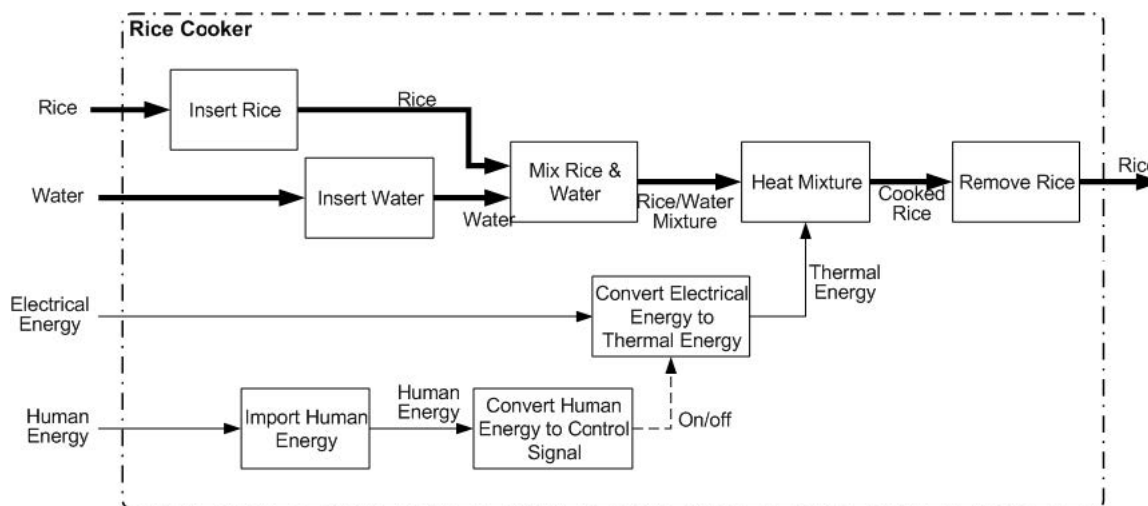 Rice Cooker
Rice
Insert Rice
Rice
Water
Insert Water
Water
Mix Rice &
Water
Rice/Water
Mixture
Heat Mixture
Cooked
Rice
Remove Rice
Rice
Electrical
Energy
Convert Electrical
Energy to
Thermal Energy
Thermal
Energy
Human
Energy
Import Human
Energy
Human
Energy
Convert Human
Energy to Control
Signal
On/off